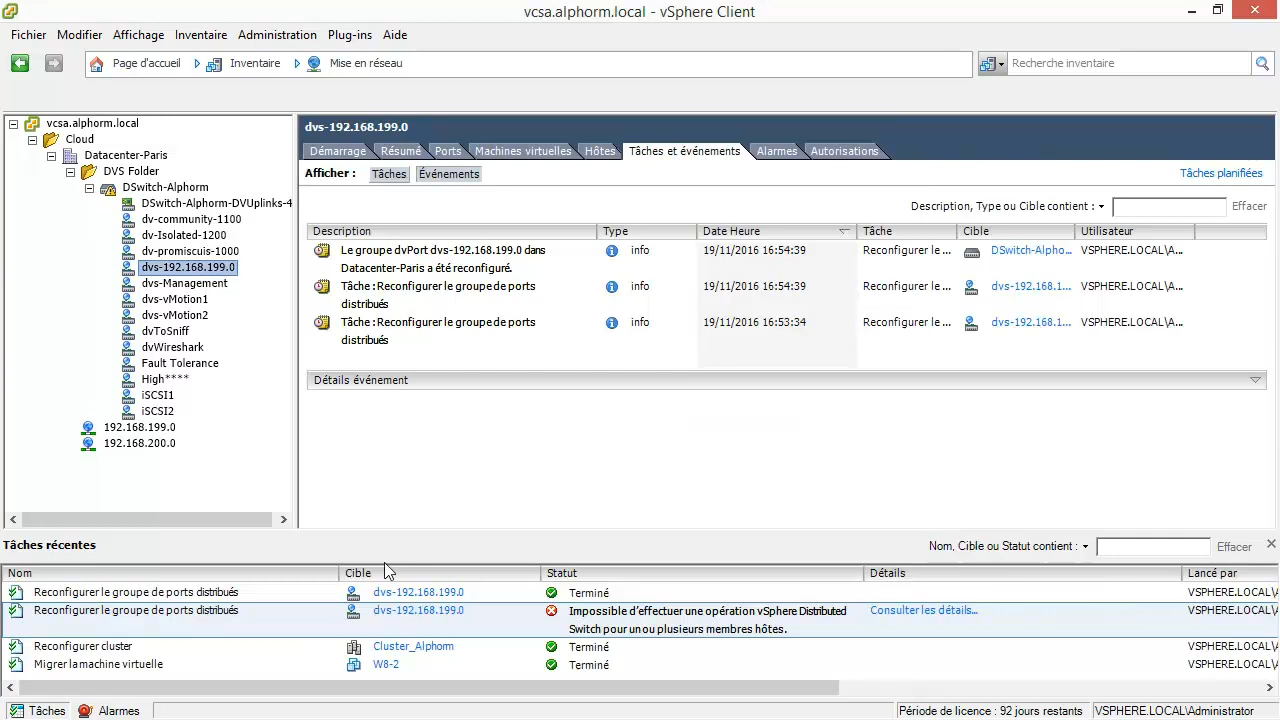 vcsa.alphorm.local - vSphere Client
Fichier Modifier Affichage Inventaire Administration Plug-ins Aide
Page d'accueil Inventaire Mise en réseau Recherche inventaire
vcsa.alphorm.local
Cloud
Datacenter-Paris
DVS Folder
DSwitch-Alphorm
DSwitch-Alphorm-DVUplinks-4
dv-community-1100
dv-Isolated-1200
dv-promiscuis-1000
dvs-192.168.199.0
dvs-Management
dvs-vMotion1
dvs-vMotion2
dvToSniff
dvWireshark
Fault Tolerance
High****
iSCSI1
iSCSI2
192.168.199.0
192.168.200.0
dvs-192.168.199.0
Démarrage Résumé Ports Machines virtuelles Hôtes Tâches et événements Alarmes Autorisations
Afficher : Tâches Événements Tâches planifiées
Description, Type ou Cible contient : Effacer
Description Type Date Heure Tâche Cible Utilisateur
Le groupe dvPort dvs-192.168.199.0 dans info 19/11/2016 16:54:39 Reconfigurer le ... DSwitch-Alpho... VSPHERE.LOCAL\A...
Datacenter-Paris a été reconfiguré.
Tâche : Reconfigurer le groupe de ports info 19/11/2016 16:54:39 Reconfigurer le ... dvs-192.168.1... VSPHERE.LOCAL\A...
distribués
Tâche : Reconfigurer le groupe de ports info 19/11/2016 16:53:34 Reconfigurer le ... dvs-192.168.1... VSPHERE.LOCAL\A...
distribués
Détails événement
Tâches récentes Nom, Cible ou Statut contient : Effacer
Nom Cible Statut Détails Lancé par
Reconfigurer le groupe de ports distribués dvs-192.168.199.0 Terminé VSPHERE.LOCAL\
Reconfigurer le groupe de ports distribués dvs-192.168.199.0 Impossible d'effectuer une opération vSphere Distributed Consulter les détails... VSPHERE.LOCAL\
Switch pour un ou plusieurs membres hôtes.
Reconfigurer cluster Cluster_Alphorm Terminé VSPHERE.LOCAL\
Migrer la machine virtuelle W8-2 Terminé VSPHERE.LOCAL\
Tâches Alarmes Période de licence : 92 jours restants VSPHERE.LOCAL\Administrator